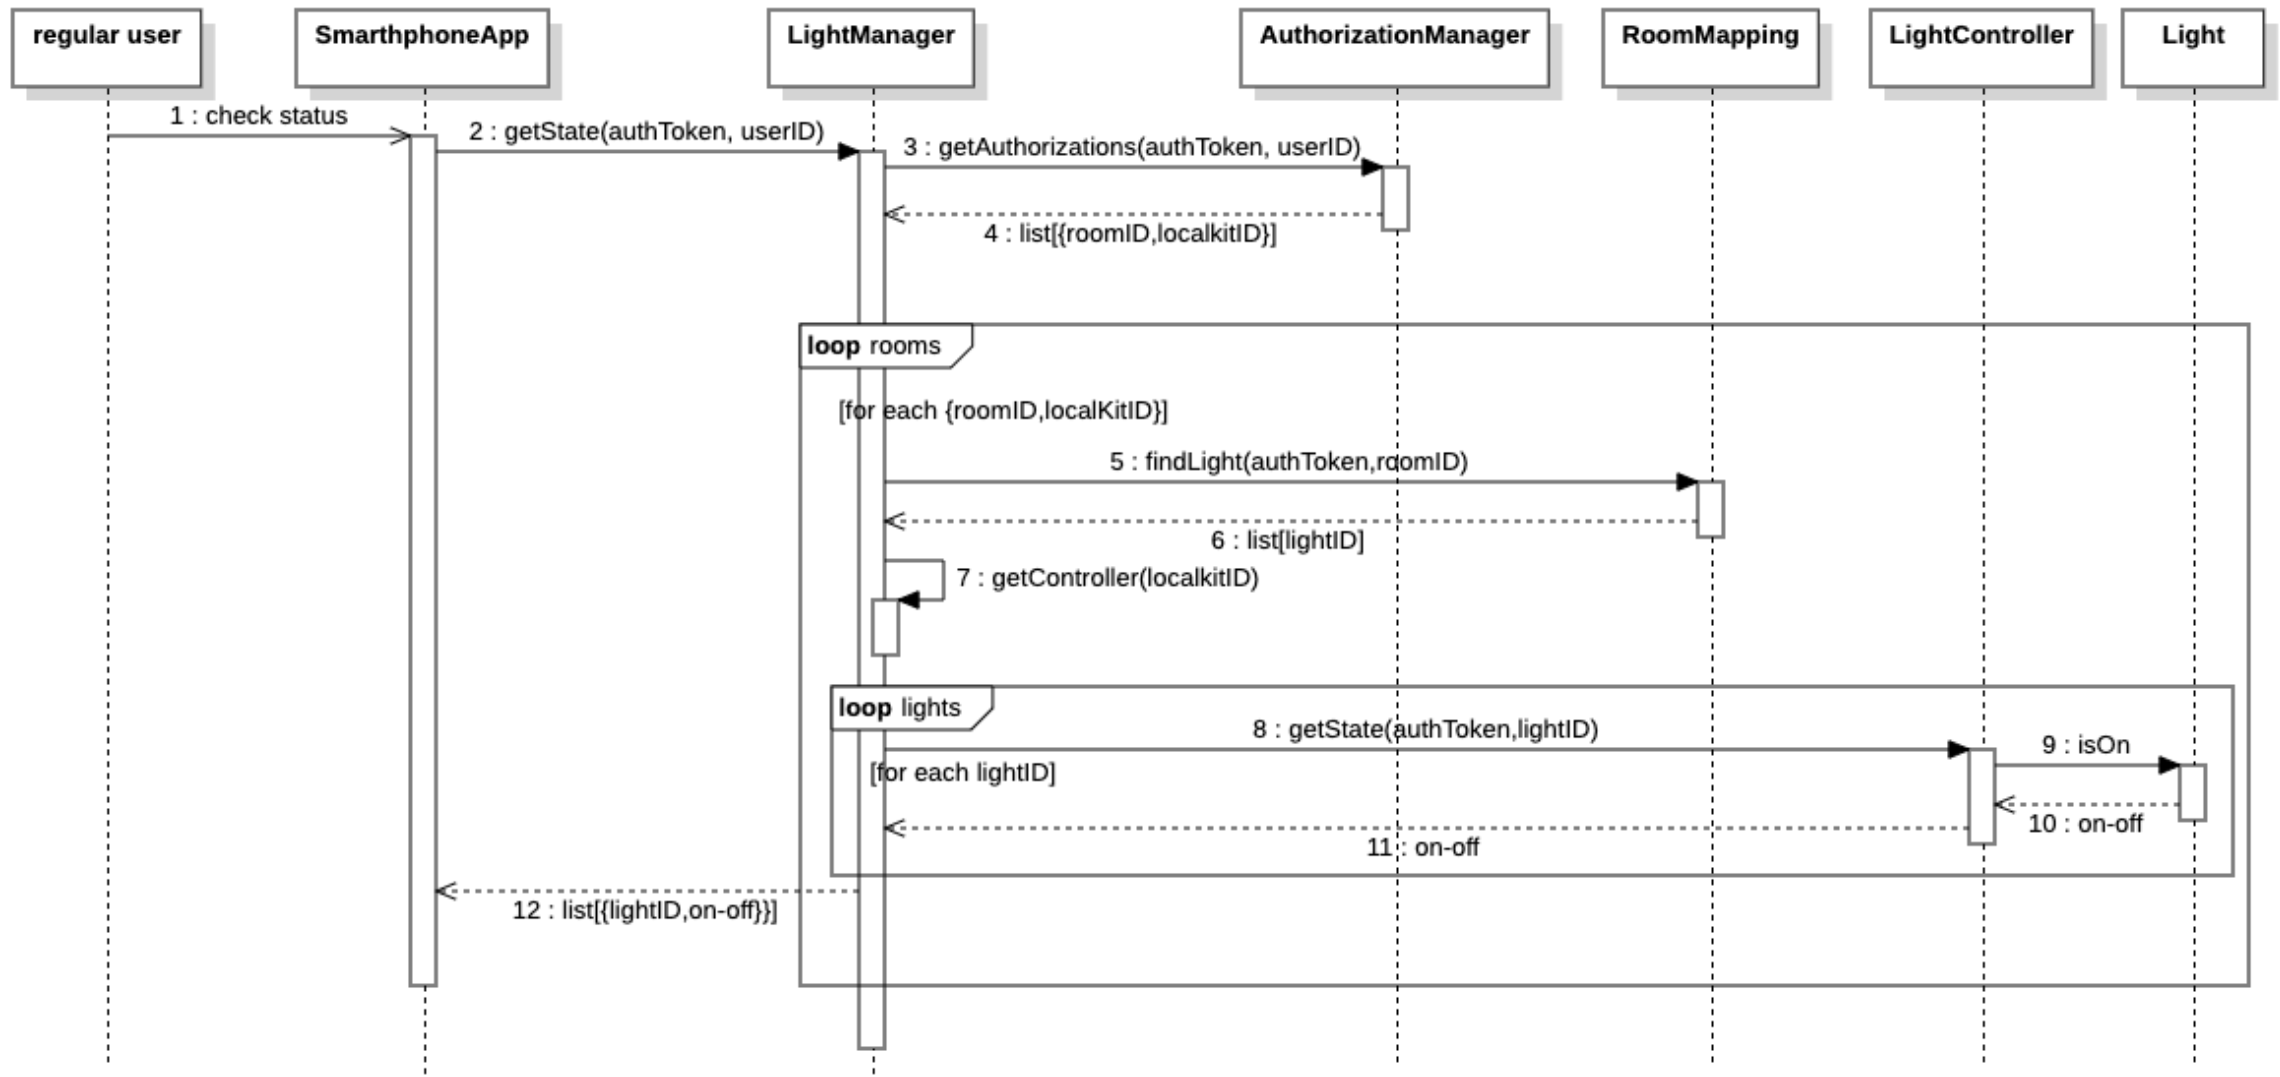 regular user
SmarthphoneApp
LightManager
AuthorizationManager
RoomMapping
LightController
Light
1 : check status
2 : getState(authToken, userID)
3 : getAuthorizations(authToken, userID)
4 : list[{roomID,localkitID}]
loop rooms
[for each {roomID,localKitID}]
5 : findLight(authToken,roomID)
6 : list[lightID]
7 : getController(localkitID)
loop lights
8 : getState(authToken,lightID)
9 : isOn
[for each lightID]
10 : on-off
11 : on-off
12 : list[{lightID,on-off}}]